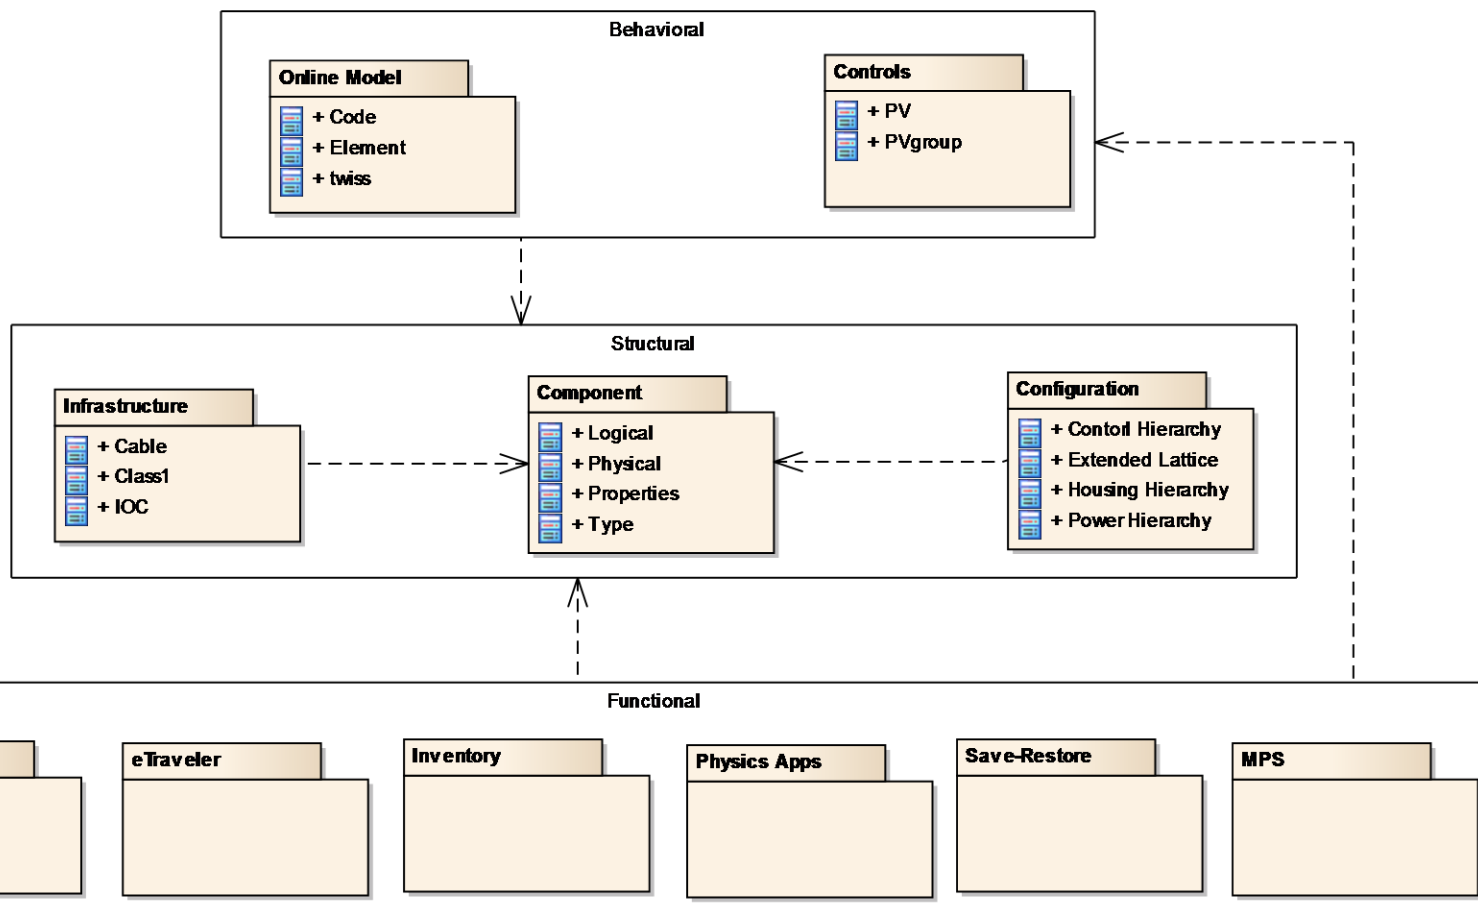 Behavioral
Online Model
+ Code
+ Element
+ twiss
Controls
+ PV
+ PVgroup
Structural
Infrastructure
+ Cable
+ Class1
+ IOC
Component
+ Logical
+ Physical
+ Properties
+ Type
Configuration
+ Contorl Hierarchy
+ Extended Lattice
+ Housing Hierarchy
+ Power Hierarchy
Functional
eTraveler
Inventory
Physics Apps
Save-Restore
MPS